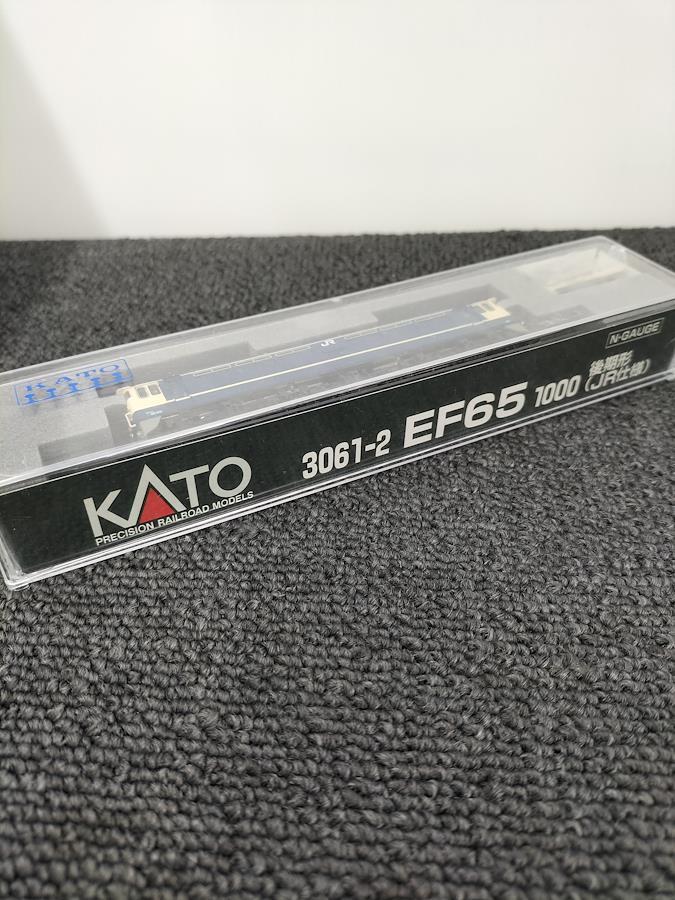 KATO
JR
N-GAUGE
3061-2 EF65 1000 後期形
(JR仕様)
KATO
PRECISION RAILROAD MODELS